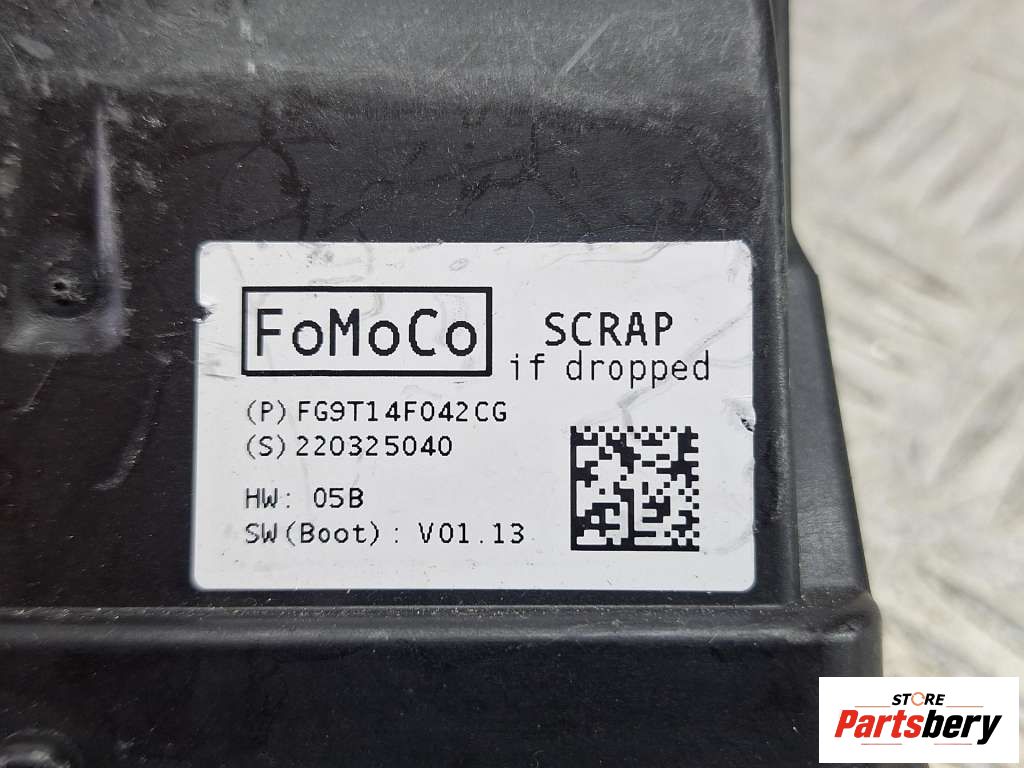 FoMoCo
SCRAP
if dropped
(P) FG9T14F042CG
(S) 220325040
HW: 05B
SW(Boot): V01.13
STORE
Partsbery